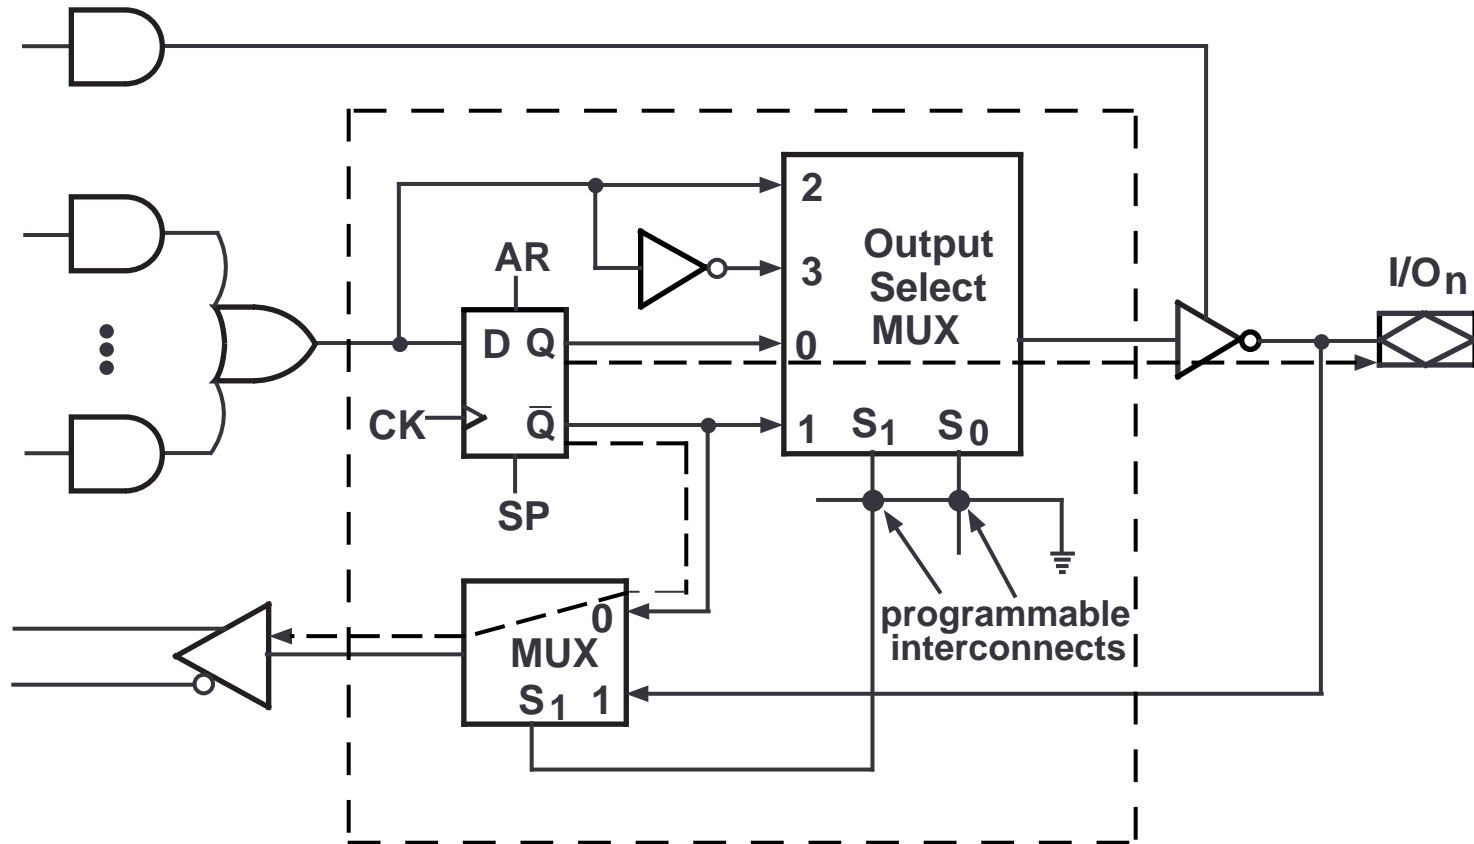 2
Output
Select
MUX
AR
3
I/On
D Q
0
CK
Q̅
1
S1 S0
SP
programmable
interconnects
0
MUX
S1 1